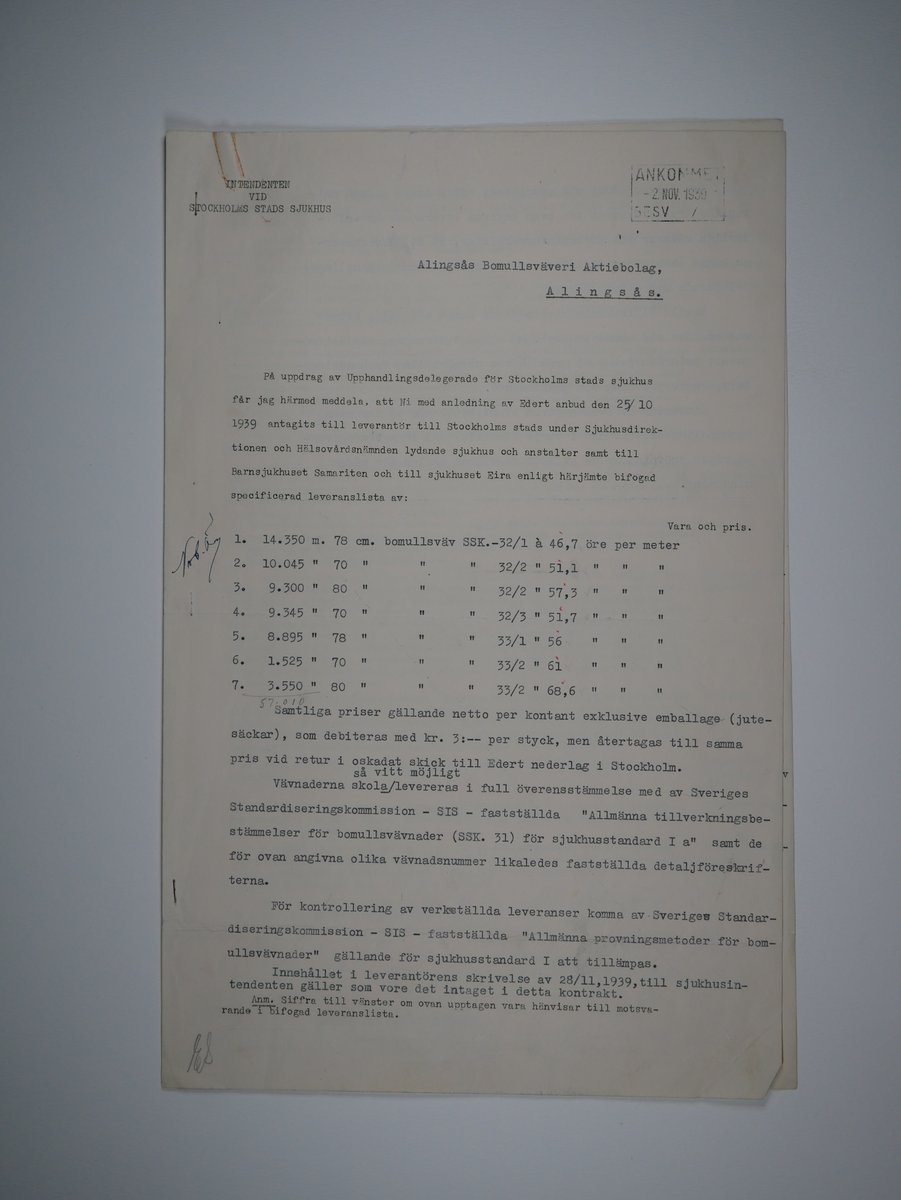 INTENDENTEN
VID
STOCKHOLMS STADS SJUKHUS
ANKOMME
-2. NOV. 1939
BESV
Alingsås Bomullsväveri Aktiebolag,
Alingsås.
På uppdrag av Upphandlingsdelegerade för Stockholms stads sjukhus
får jag härmed meddela, att Ni med anledning av Edert anbud den 25/10
1939 antagits till leverantör till Stockholms stads under Sjukhusdirek-
tionen och Hälsovårdsnämnden lydande sjukhus och anstalter samt till
Barnsjukhuset Samariten och till sjukhuset Eira enligt härjämte bifogad
specificerad leveranslista av:
Vara och pris.
1. 14.350 m. 78 cm. bomullsväv SSK.-32/1 à 46,7 öre per meter
2. 10.045 " 70 " " " 32/2 " 51,1 " " "
3. 9.300 " 80 " " " 32/2 " 57,3 " " "
4. 9.345 " 70 " " " 32/3 " 51,7 " " "
5. 8.895 " 78 " " " 33/1 " 56 " " "
6. 1.525 " 70 " " " 33/2 " 61 " " "
7. 3.550 " 80 " " " 33/2 " 68,6 " " "
57.010
Samtliga priser gällande netto per kontant exklusive emballage (jute-
säckar), som debiteras med kr. 3:-- per styck, men återtagas till samma
pris vid retur i oskadat skick till Edert nederlag i Stockholm.
så vitt möjligt
Vävnaderna skola/levereras i full överensstämmelse med av Sveriges
Standardiseringskommission - SIS - fastställda "Allmänna tillverkningsbe-
stämmelser för bomullsvävnader (SSK. 31) för sjukhusstandard I a" samt de
för ovan angivna olika vävnadsnummer likaledes fastställda detaljföreskrif-
terna.
För kontrollering av verkställda leveranser komma av Sveriges Standar-
diseringskommission - SIS - fastställda "Allmänna provningsmetoder för bom-
ullsvävnader" gällande för sjukhusstandard I att tillämpas.
Innehållet i leverantörens skrivelse av 28/11,1939,till sjukhusin-
tendenten gäller som vore det intaget i detta kontrakt.
Anm. Siffra till vänster om ovan upptagen vara hänvisar till motsva-
rande i bifogad leveranslista.